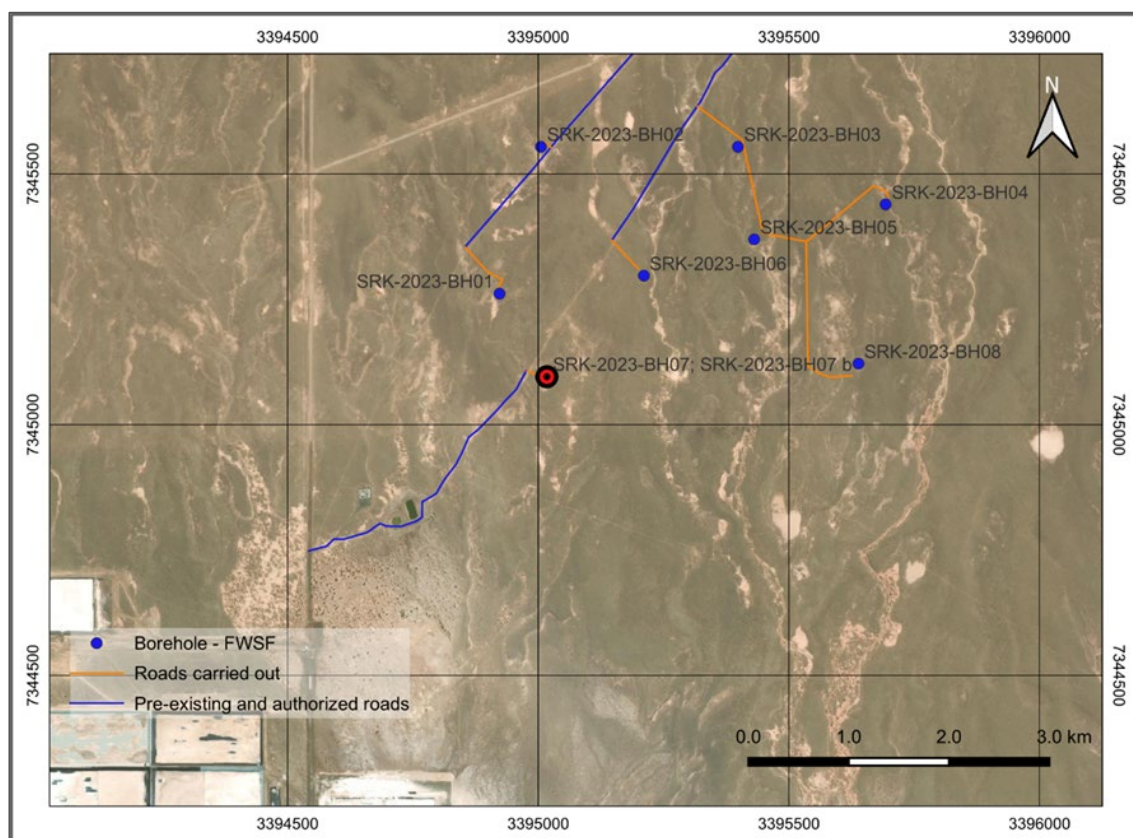 3394500 3395000 3395500 3396000
N
SRK-2023-BH02 SRK-2023-BH03
7345500 7345500
SRK-2023-BH04
SRK-2023-BH05
SRK-2023-BH06
SRK-2023-BH01
SRK-2023-BH07; SRK-2023-BH07 b
SRK-2023-BH08
7345000 7345000
Borehole - FWSF
Roads carried out
7344500 7344500
Pre-existing and authorized roads
0.0 1.0 2.0 3.0 km
3394500 3395000 3395500 3396000